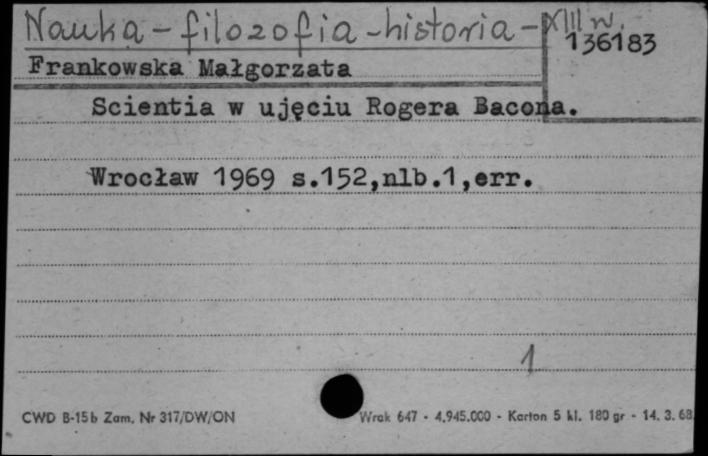 Nauka - filozofia - historia - XIII w.
136183
Frankowska Małgorzata
Scientia w ujęciu Rogera Bacona.
Wrocław 1969 s.152,nlb.1,err.
1
CWD B-15b Zam. Nr 317/DW/ON
Wrak 647 - 4.945.000 - Karton 5 kl. 180 gr - 14. 3. 68